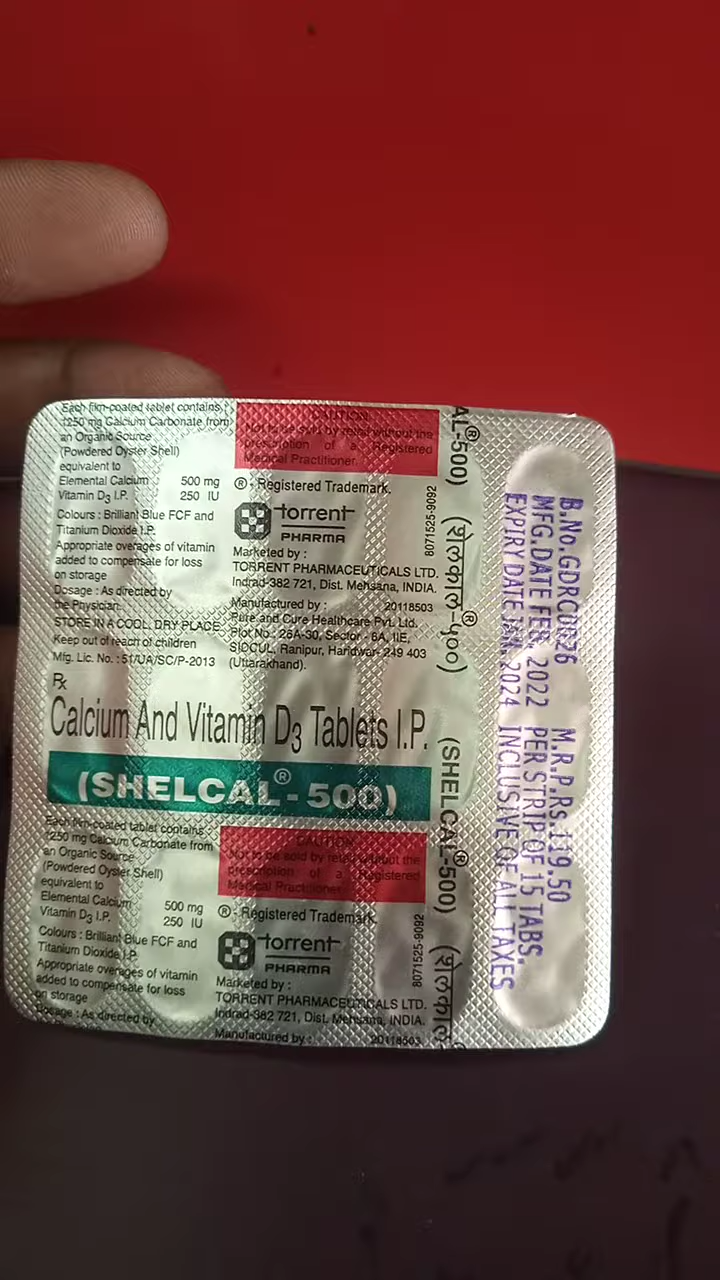 Each film-coated tablet contains
1250 mg Calcium Carbonate from
an Organic Source
(Powdered Oyster Shell)
equivalent to
Elemental Calcium 500 mg
Vitamin D3 I.P. 250 IU
Colours : Brilliant Blue FCF and
Titanium Dioxide I.P.
Appropriate overages of vitamin
added to compensate for loss
on storage
Dosage : As directed by
the Physician.
STORE IN A COOL, DRY PLACE
Keep out of reach of children
Mfg. Lic. No.: 51/UA/SC/P-2013
CAUTION
Not to be sold by retail without the
prescription of a Registered
Medical Practitioner
® : Registered Trademark.
torrent
PHARMA
Marketed by :
TORRENT PHARMACEUTICALS LTD.
Indrad-382 721, Dist. Mehsana, INDIA.
Manufactured by : 20118503
Pure and Cure Healthcare Pvt. Ltd.
Plot No.: 26A-30, Sector - 6A, IIE,
SIDCUL, Ranipur, Haridwar- 249 403
(Uttarakhand).
8071525-9092
Rx
Calcium And Vitamin D3 Tablets I.P.
(SHELCAL®-500)
Each film-coated tablet contains
1250 mg Calcium Carbonate from
an Organic Source
(Powdered Oyster Shell)
equivalent to
Elemental Calcium 500 mg
Vitamin D3 I.P. 250 IU
Colours : Brilliant Blue FCF and
Titanium Dioxide I.P.
Appropriate overages of vitamin
added to compensate for loss
on storage
Dosage : As directed by
CAUTION
Not to be sold by retail without the
prescription of a Registered
Medical Practitioner
® : Registered Trademark.
torrent
PHARMA
Marketed by :
TORRENT PHARMACEUTICALS LTD.
Indrad-382 721, Dist. Mehsana, INDIA.
Manufactured by : 20118503
8071525-9092
AL®-500) (शेलकाल®-५००) (SHELCAL®-500) (शेलकाल
B.No.GDRC0226 M.R.P.RS.119.50
MFG.DATE FEB. 2022 PER STRIP OF 15 TABS.
EXPIRY DATE JAN. 2024 INCLUSIVE OF ALL TAXES